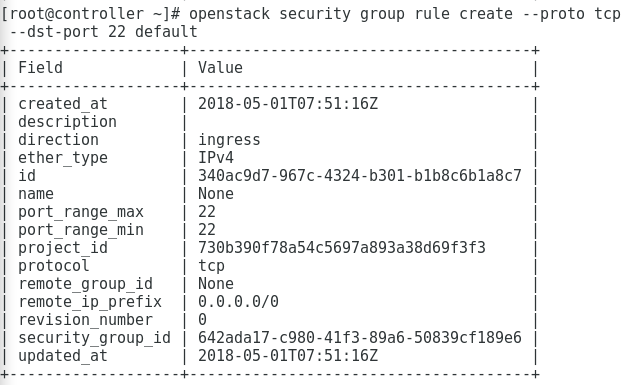 [root@controller ~]# openstack security group rule create --proto tcp
 --dst-port 22 default
+-------------------+--------------------------------------+
| Field             | Value                                |
+-------------------+--------------------------------------+
| created_at        | 2018-05-01T07:51:16Z                 |
| description       |                                      |
| direction         | ingress                              |
| ether_type        | IPv4                                 |
| id                | 340ac9d7-967c-4324-b301-b1b8c6b1a8c7 |
| name              | None                                 |
| port_range_max    | 22                                   |
| port_range_min    | 22                                   |
| project_id        | 730b390f78a54c5697a893a38d69f3f3     |
| protocol          | tcp                                  |
| remote_group_id   | None                                 |
| remote_ip_prefix  | 0.0.0.0/0                            |
| revision_number   | 0                                    |
| security_group_id | 642ada17-c980-41f3-89a6-50839cf189e6 |
| updated_at        | 2018-05-01T07:51:16Z                 |
+-------------------+--------------------------------------+